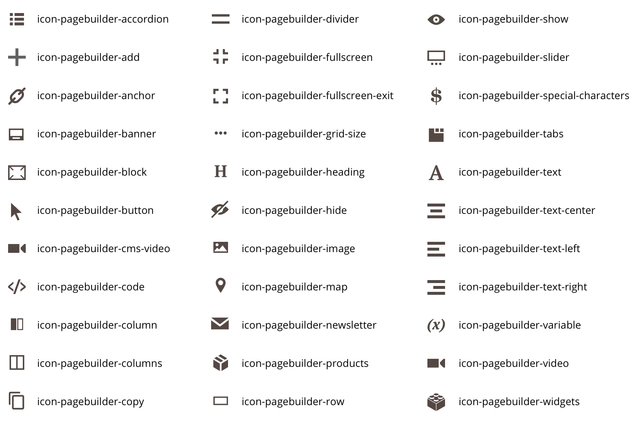 icon-pagebuilder-accordion
icon-pagebuilder-add
icon-pagebuilder-anchor
icon-pagebuilder-banner
icon-pagebuilder-block
icon-pagebuilder-button
icon-pagebuilder-cms-video
icon-pagebuilder-code
icon-pagebuilder-column
icon-pagebuilder-columns
icon-pagebuilder-copy
icon-pagebuilder-divider
icon-pagebuilder-fullscreen
icon-pagebuilder-fullscreen-exit
icon-pagebuilder-grid-size
H icon-pagebuilder-heading
icon-pagebuilder-hide
icon-pagebuilder-image
icon-pagebuilder-map
icon-pagebuilder-newsletter
icon-pagebuilder-products
icon-pagebuilder-row
icon-pagebuilder-show
icon-pagebuilder-slider
$ icon-pagebuilder-special-characters
icon-pagebuilder-tabs
A icon-pagebuilder-text
icon-pagebuilder-text-center
icon-pagebuilder-text-left
icon-pagebuilder-text-right
(x) icon-pagebuilder-variable
icon-pagebuilder-video
icon-pagebuilder-widgets